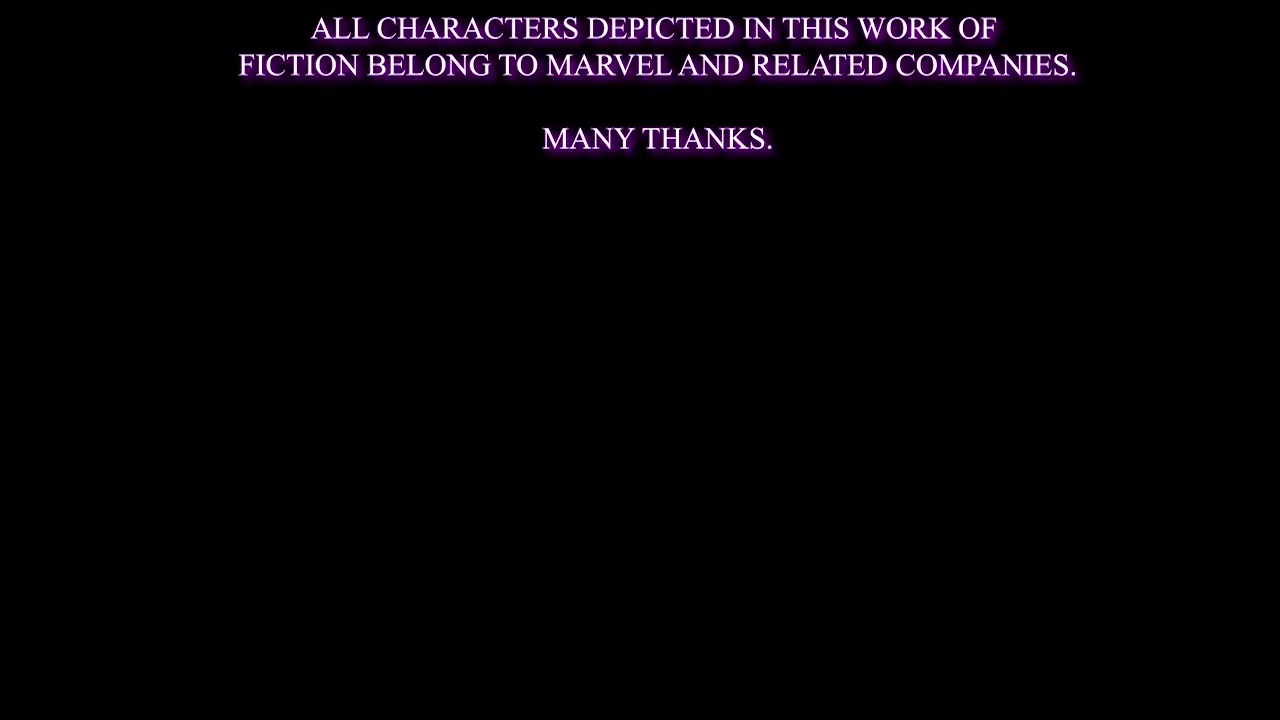 ALL CHARACTERS DEPICTED IN THIS WORK OF
FICTION BELONG TO MARVEL AND RELATED COMPANIES.
MANY THANKS.